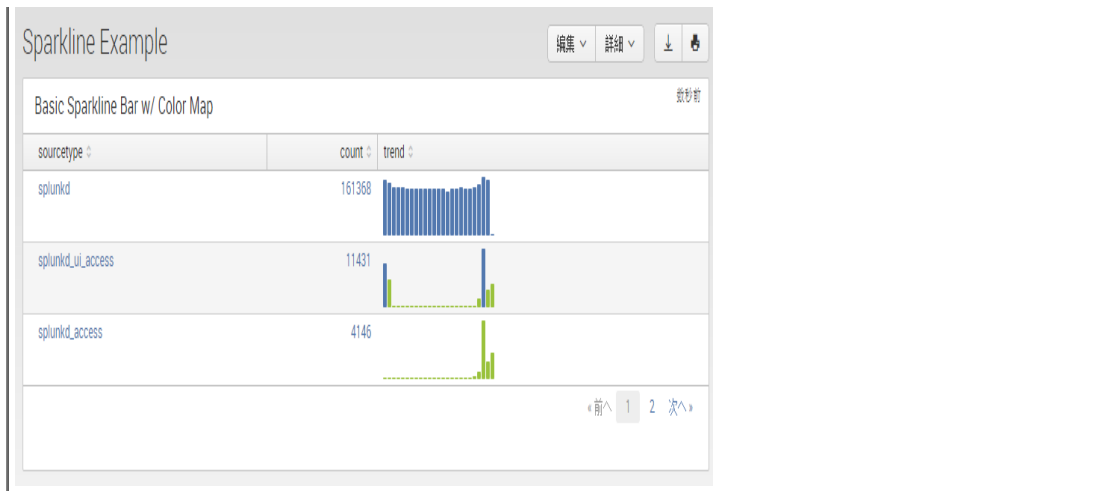 Sparkline Example
編集 詳細
Basic Sparkline Bar w/ Color Map
数秒前
sourcetype count trend
splunkd 161368
splunkd_ui_access 11431
splunkd_access 4146
«前へ 1 2 次へ»